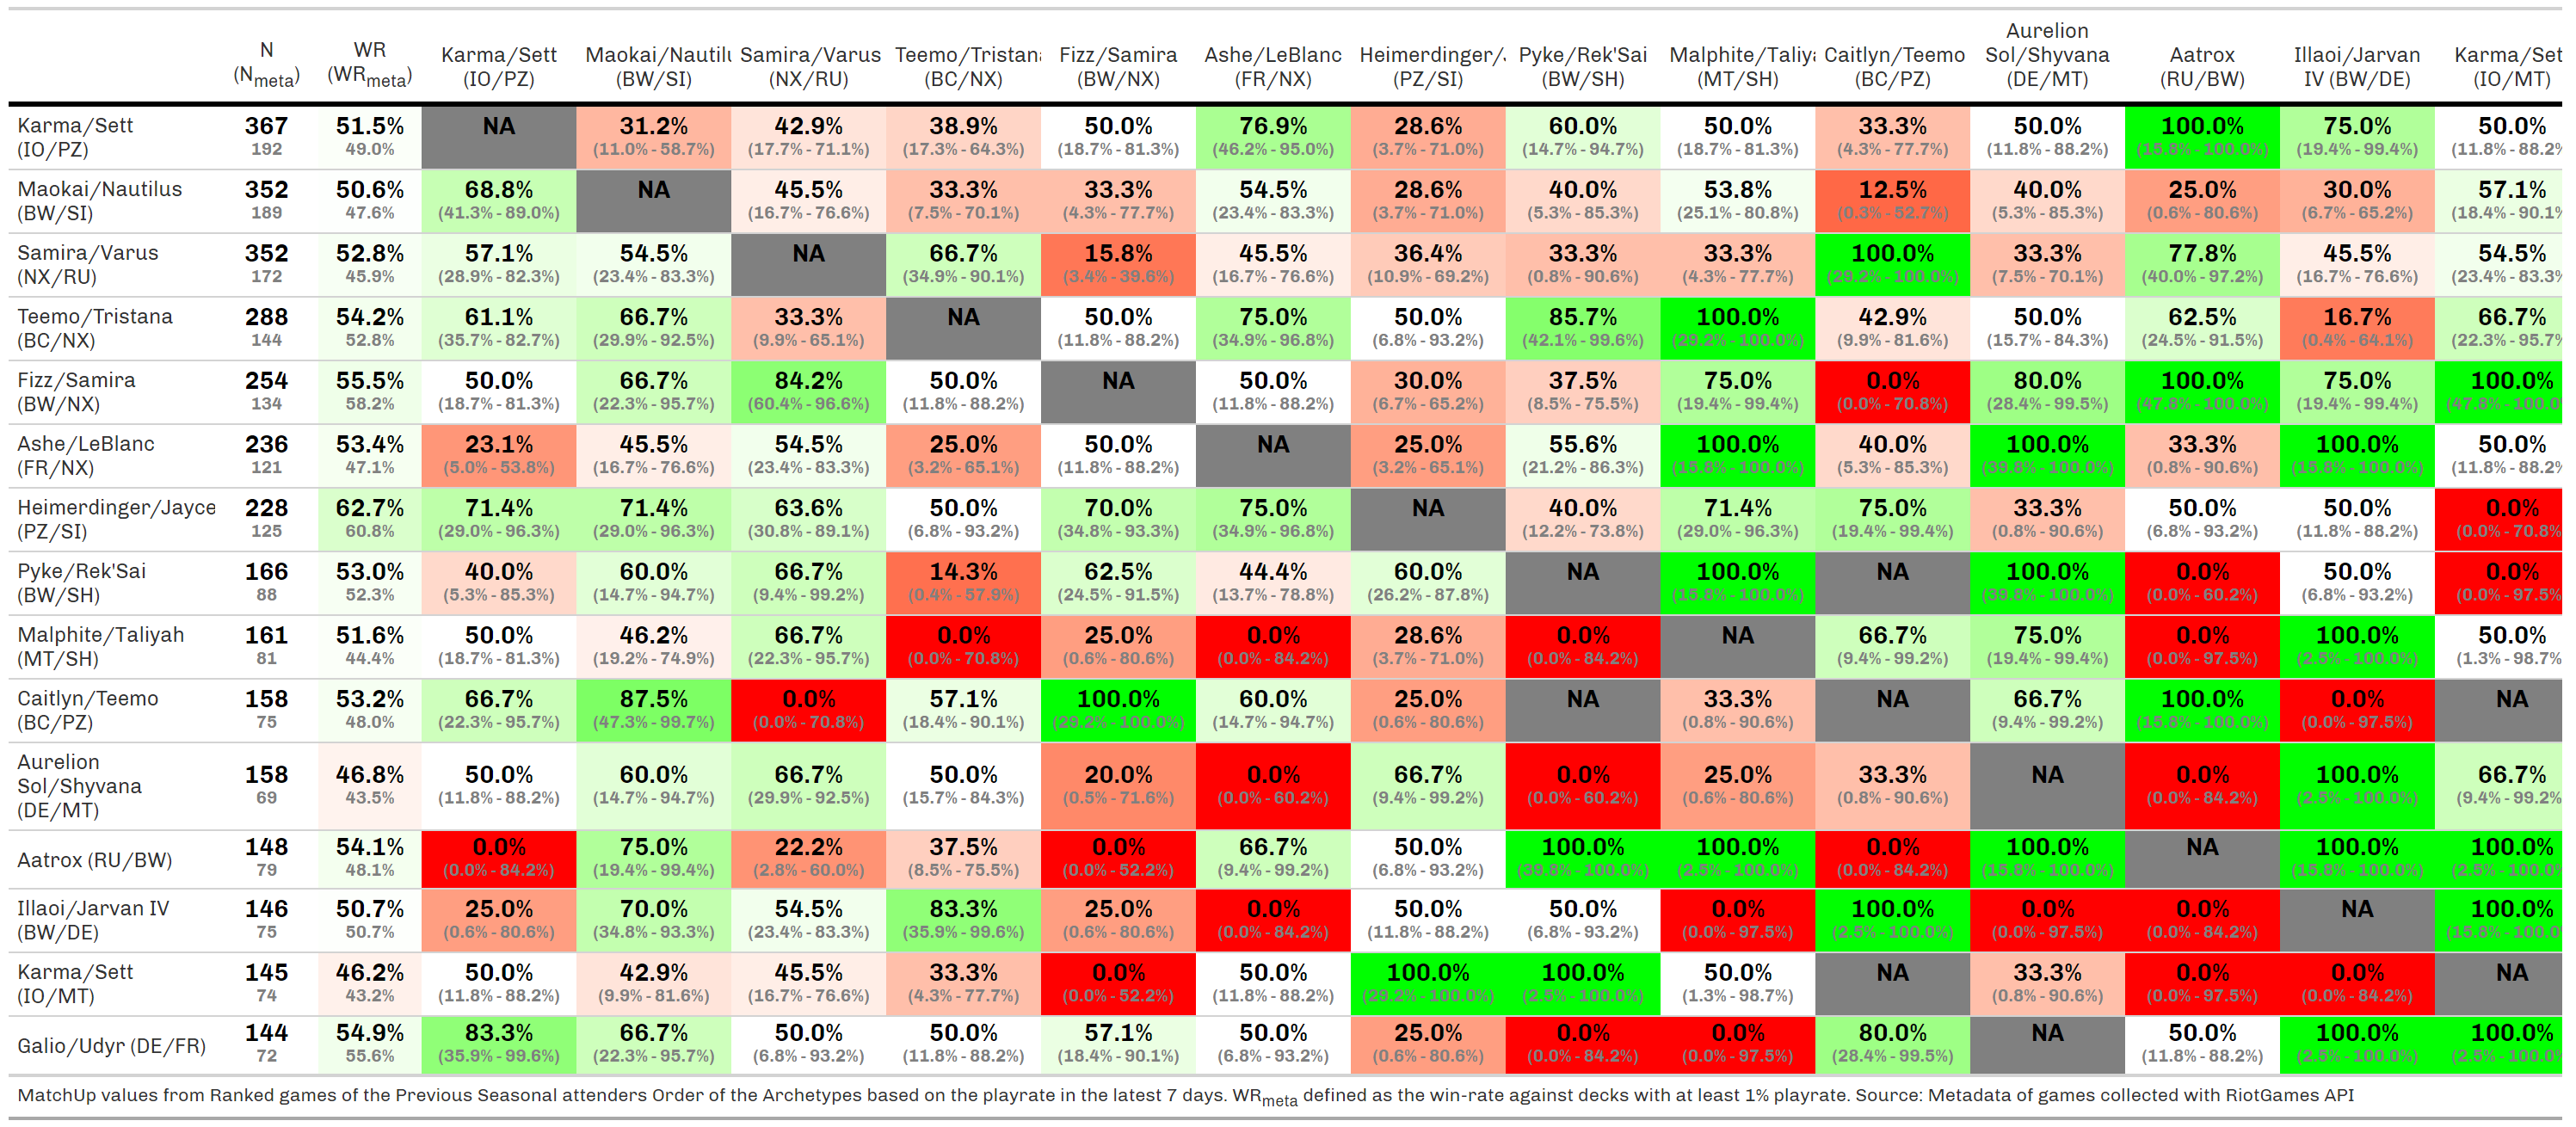 N (Nmeta) WR (WRmeta) Karma/Sett (IO/PZ) Maokai/Nautilu (BW/SI) Samira/Varus (NX/RU) Teemo/Tristana (BC/NX) Fizz/Samira (BW/NX) Ashe/LeBlanc (FR/NX) Heimerdinger/J (PZ/SI) Pyke/Rek'Sai (BW/SH) Malphite/Taliya (MT/SH) Caitlyn/Teemo (BC/PZ) Aurelion Sol/Shyvana (DE/MT) Aatrox (RU/BW) Illaoi/Jarvan IV (BW/DE) Karma/Set (IO/MT)
Karma/Sett 367 51.5% NA 31.2% 42.9% 38.9% 50.0% 76.9% 28.6% 60.0% 50.0% 33.3% 50.0% 100.0% 75.0% 50.0%
(IO/PZ) 192 49.0% (11.0% - 58.7%) (17.7% - 71.1%) (17.3% - 64.3%) (18.7% - 81.3%) (46.2% - 95.0%) (3.7% - 71.0%) (14.7% - 94.7%) (18.7% - 81.3%) (4.3% - 77.7%) (11.8% - 88.2%) (15.8% - 100.0%) (19.4% - 99.4%) (11.8% - 88.2%
Maokai/Nautilus 352 50.6% 68.8% NA 45.5% 33.3% 33.3% 54.5% 28.6% 40.0% 53.8% 12.5% 40.0% 25.0% 30.0% 57.1%
(BW/SI) 189 47.6% (41.3% - 89.0%) (16.7% - 76.6%) (7.5% - 70.1%) (4.3% - 77.7%) (23.4% - 83.3%) (3.7% - 71.0%) (5.3% - 85.3%) (25.1% - 80.8%) (0.3% - 52.7%) (5.3% - 85.3%) (0.6% - 80.6%) (6.7% - 65.2%) (18.4% - 90.1%
Samira/Varus 352 52.8% 57.1% 54.5% NA 66.7% 15.8% 45.5% 36.4% 33.3% 33.3% 100.0% 33.3% 77.8% 45.5% 54.5%
(NX/RU) 172 45.9% (28.9% - 82.3%) (23.4% - 83.3%) (34.9% - 90.1%) (3.4% - 39.6%) (16.7% - 76.6%) (10.9% - 69.2%) (0.8% - 90.6%) (4.3% - 77.7%) (29.2% - 100.0%) (7.5% - 70.1%) (40.0% - 97.2%) (16.7% - 76.6%) (23.4% - 83.3%
Teemo/Tristana 288 54.2% 61.1% 66.7% 33.3% NA 50.0% 75.0% 50.0% 85.7% 100.0% 42.9% 50.0% 62.5% 16.7% 66.7%
(BC/NX) 144 52.8% (35.7% - 82.7%) (29.9% - 92.5%) (9.9% - 65.1%) (11.8% - 88.2%) (34.9% - 96.8%) (6.8% - 93.2%) (42.1% - 99.6%) (29.2% - 100.0%) (9.9% - 81.6%) (15.7% - 84.3%) (24.5% - 91.5%) (0.4% - 64.1%) (22.3% - 95.7%
Fizz/Samira 254 55.5% 50.0% 66.7% 84.2% 50.0% NA 50.0% 30.0% 37.5% 75.0% 0.0% 80.0% 100.0% 75.0% 100.0%
(BW/NX) 134 58.2% (18.7% - 81.3%) (22.3% - 95.7%) (60.4% - 96.6%) (11.8% - 88.2%) (11.8% - 88.2%) (6.7% - 65.2%) (8.5% - 75.5%) (19.4% - 99.4%) (0.0% - 70.8%) (28.4% - 99.5%) (47.8% - 100.0%) (19.4% - 99.4%) (47.8% - 100.0
Ashe/LeBlanc 236 53.4% 23.1% 45.5% 54.5% 25.0% 50.0% NA 25.0% 55.6% 100.0% 40.0% 100.0% 33.3% 100.0% 50.0%
(FR/NX) 121 47.1% (5.0% - 53.8%) (16.7% - 76.6%) (23.4% - 83.3%) (3.2% - 65.1%) (11.8% - 88.2%) (3.2% - 65.1%) (21.2% - 86.3%) (15.8% - 100.0%) (5.3% - 85.3%) (39.8% - 100.0%) (0.8% - 90.6%) (15.8% - 100.0%) (11.8% - 88.2%
Heimerdinger/Jayce 228 62.7% 71.4% 71.4% 63.6% 50.0% 70.0% 75.0% NA 40.0% 71.4% 75.0% 33.3% 50.0% 50.0% 0.0%
(PZ/SI) 125 60.8% (29.0% - 96.3%) (29.0% - 96.3%) (30.8% - 89.1%) (6.8% - 93.2%) (34.8% - 93.3%) (34.9% - 96.8%) (12.2% - 73.8%) (29.0% - 96.3%) (19.4% - 99.4%) (0.8% - 90.6%) (6.8% - 93.2%) (11.8% - 88.2%) (0.0% - 70.8%
Pyke/Rek'Sai 166 53.0% 40.0% 60.0% 66.7% 14.3% 62.5% 44.4% 60.0% NA 100.0% NA 100.0% 0.0% 50.0% 0.0%
(BW/SH) 88 52.3% (5.3% - 85.3%) (14.7% - 94.7%) (9.4% - 99.2%) (0.4% - 57.9%) (24.5% - 91.5%) (13.7% - 78.8%) (26.2% - 87.8%) (15.8% - 100.0%) (39.8% - 100.0%) (0.0% - 60.2%) (6.8% - 93.2%) (0.0% - 97.5%
Malphite/Taliyah 161 51.6% 50.0% 46.2% 66.7% 0.0% 25.0% 0.0% 28.6% 0.0% NA 66.7% 75.0% 0.0% 100.0% 50.0%
(MT/SH) 81 44.4% (18.7% - 81.3%) (19.2% - 74.9%) (22.3% - 95.7%) (0.0% - 70.8%) (0.6% - 80.6%) (0.0% - 84.2%) (3.7% - 71.0%) (0.0% - 84.2%) (9.4% - 99.2%) (19.4% - 99.4%) (0.0% - 97.5%) (2.5% - 100.0%) (1.3% - 98.7%
Caitlyn/Teemo 158 53.2% 66.7% 87.5% 0.0% 57.1% 100.0% 60.0% 25.0% NA 33.3% NA 66.7% 100.0% 0.0% NA
(BC/PZ) 75 48.0% (22.3% - 95.7%) (47.3% - 99.7%) (0.0% - 70.8%) (18.4% - 90.1%) (29.2% - 100.0%) (14.7% - 94.7%) (0.6% - 80.6%) (0.8% - 90.6%) (9.4% - 99.2%) (15.8% - 100.0%) (0.0% - 97.5%)
Aurelion
Sol/Shyvana 158 46.8% 50.0% 60.0% 66.7% 50.0% 20.0% 0.0% 66.7% 0.0% 25.0% 33.3% NA 0.0% 100.0% 66.7%
(DE/MT) 69 43.5% (11.8% - 88.2%) (14.7% - 94.7%) (29.9% - 92.5%) (15.7% - 84.3%) (0.5% - 71.6%) (0.0% - 60.2%) (9.4% - 99.2%) (0.0% - 60.2%) (0.6% - 80.6%) (0.8% - 90.6%) (0.0% - 84.2%) (2.5% - 100.0%) (9.4% - 99.2%
Aatrox (RU/BW) 148 54.1% 0.0% 75.0% 22.2% 37.5% 0.0% 66.7% 50.0% 100.0% 100.0% 0.0% 100.0% NA 100.0% 100.0%
79 48.1% (0.0% - 84.2%) (19.4% - 99.4%) (2.8% - 60.0%) (8.5% - 75.5%) (0.0% - 52.2%) (9.4% - 99.2%) (6.8% - 93.2%) (39.8% - 100.0%) (2.5% - 100.0%) (0.0% - 84.2%) (15.8% - 100.0%) (15.8% - 100.0%) (2.5% - 100.0
Illaoi/Jarvan IV 146 50.7% 25.0% 70.0% 54.5% 83.3% 25.0% 0.0% 50.0% 50.0% 0.0% 100.0% 0.0% 0.0% NA 100.0%
(BW/DE) 75 50.7% (0.6% - 80.6%) (34.8% - 93.3%) (23.4% - 83.3%) (35.9% - 99.6%) (0.6% - 80.6%) (0.0% - 84.2%) (11.8% - 88.2%) (6.8% - 93.2%) (0.0% - 97.5%) (2.5% - 100.0%) (0.0% - 97.5%) (0.0% - 84.2%) (15.8% - 100.0
Karma/Sett 145 46.2% 50.0% 42.9% 45.5% 33.3% 0.0% 50.0% 100.0% 100.0% 50.0% NA 33.3% 0.0% 0.0% NA
(IO/MT) 74 43.2% (11.8% - 88.2%) (9.9% - 81.6%) (16.7% - 76.6%) (4.3% - 77.7%) (0.0% - 52.2%) (11.8% - 88.2%) (29.2% - 100.0%) (2.5% - 100.0%) (1.3% - 98.7%) (0.8% - 90.6%) (0.0% - 97.5%) (0.0% - 84.2%)
Galio/Udyr (DE/FR) 144 54.9% 83.3% 66.7% 50.0% 50.0% 57.1% 50.0% 25.0% 0.0% 0.0% 80.0% NA 50.0% 100.0% 100.0%
72 55.6% (35.9% - 99.6%) (22.3% - 95.7%) (6.8% - 93.2%) (11.8% - 88.2%) (18.4% - 90.1%) (6.8% - 93.2%) (0.6% - 80.6%) (0.0% - 84.2%) (0.0% - 97.5%) (28.4% - 99.5%) (11.8% - 88.2%) (2.5% - 100.0%) (2.5% - 100.0
MatchUp values from Ranked games of the Previous Seasonal attenders Order of the Archetypes based on the playrate in the latest 7 days. WRmeta defined as the win-rate against decks with at least 1% playrate. Source: Metadata of games collected with RiotGames API